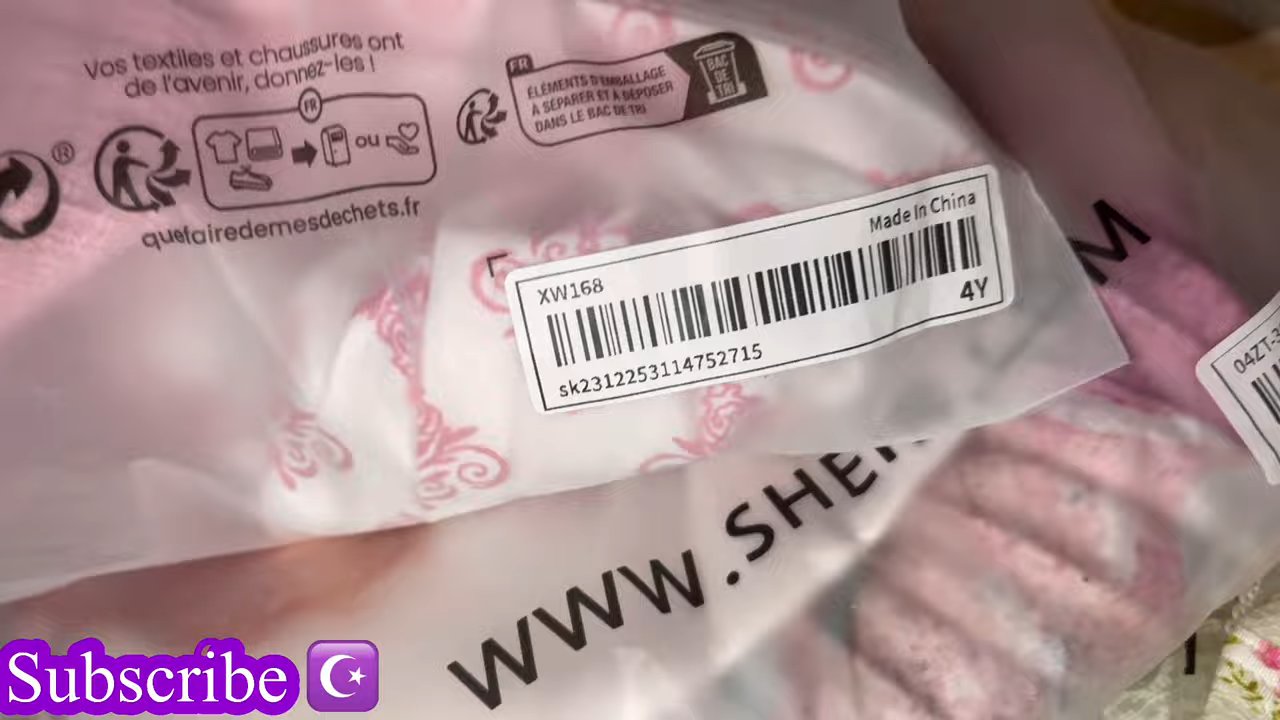 Vos textiles et chaussures ont
de l'avenir, donnez-les !
FR
ou
quefairedemesdechets.fr
®
FR
ÉLÉMENTS D'EMBALLAGE
À SÉPARER ET À DÉPOSER
DANS LE BAC DE TRI
BAC
DE
TRI
Made In China
XW168
4Y
sk2312253114752715
WWW.SHE
M
04ZT-
Subscribe